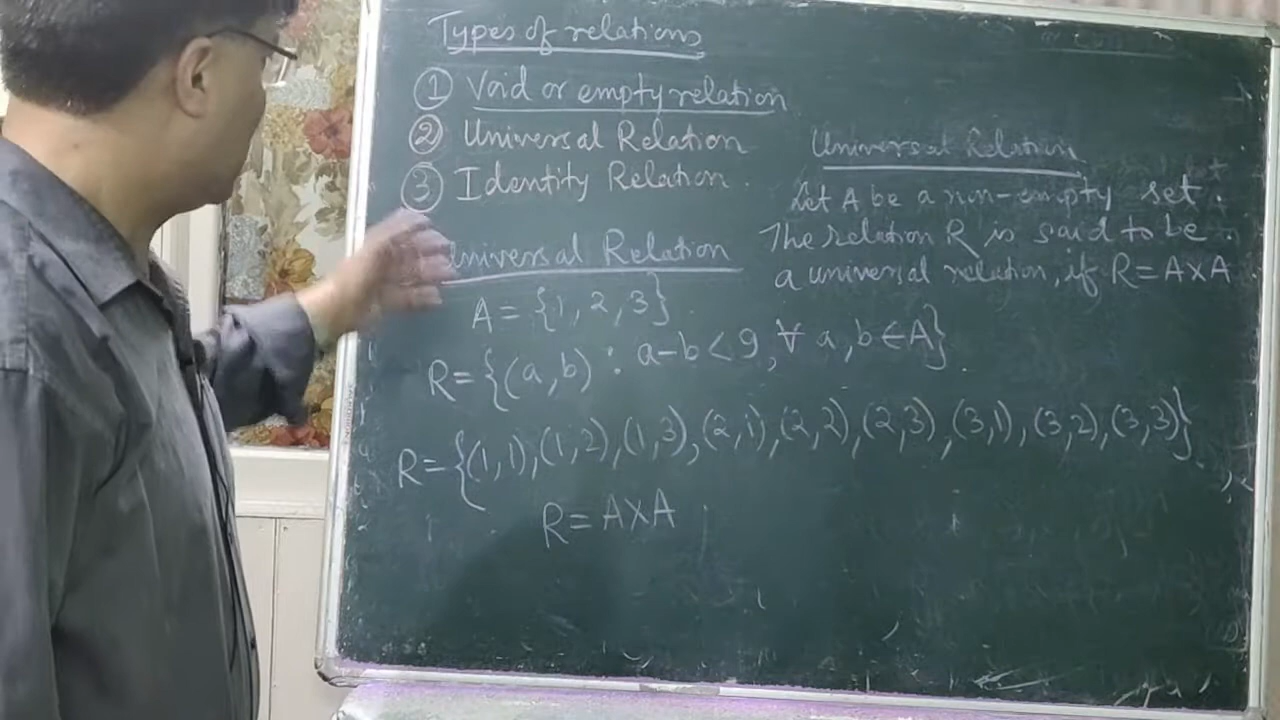 Types of relations
① Void or empty relation
② Universal Relation
③ Identity Relation.
Universal Relation
A = {1, 2, 3}.
R = {(a, b) : a-b < 9, ∀ a, b ∈ A}.
R = {(1,1), (1,2), (1,3), (2,1), (2,2), (2,3), (3,1), (3,2), (3,3)}
R = A×A
Universal Relation
Let A be a non-empty set.
The relation R is said to be
a universal relation, if R = A×A